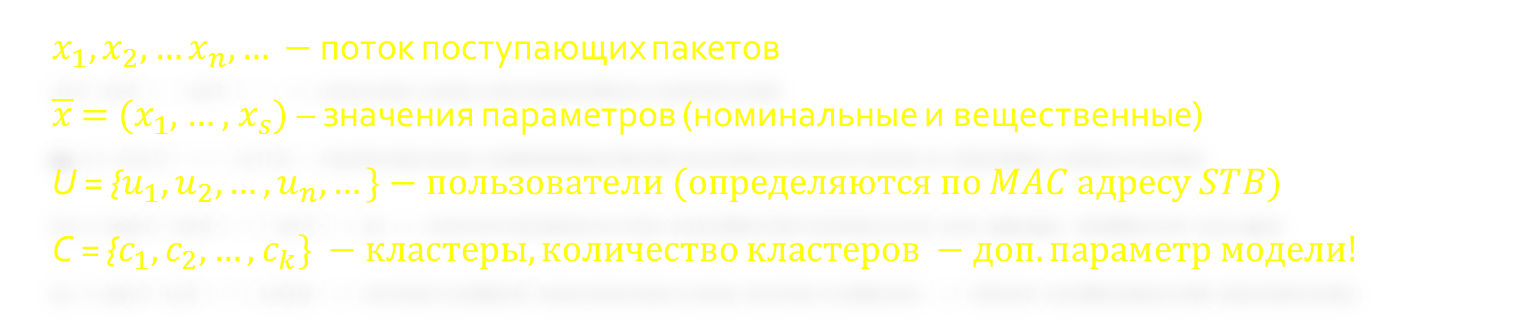 x₁, x₂, … xₙ, … — поток поступающих пакетов
x̅ = (x₁, … , xₛ) – значения параметров (номинальные и вещественные)
U = {u₁, u₂, … , uₙ, … } — пользователи (определяются по MAC адресу STB)
C = {c₁, c₂, … , cₖ} — кластеры, количество кластеров — доп. параметр модели!